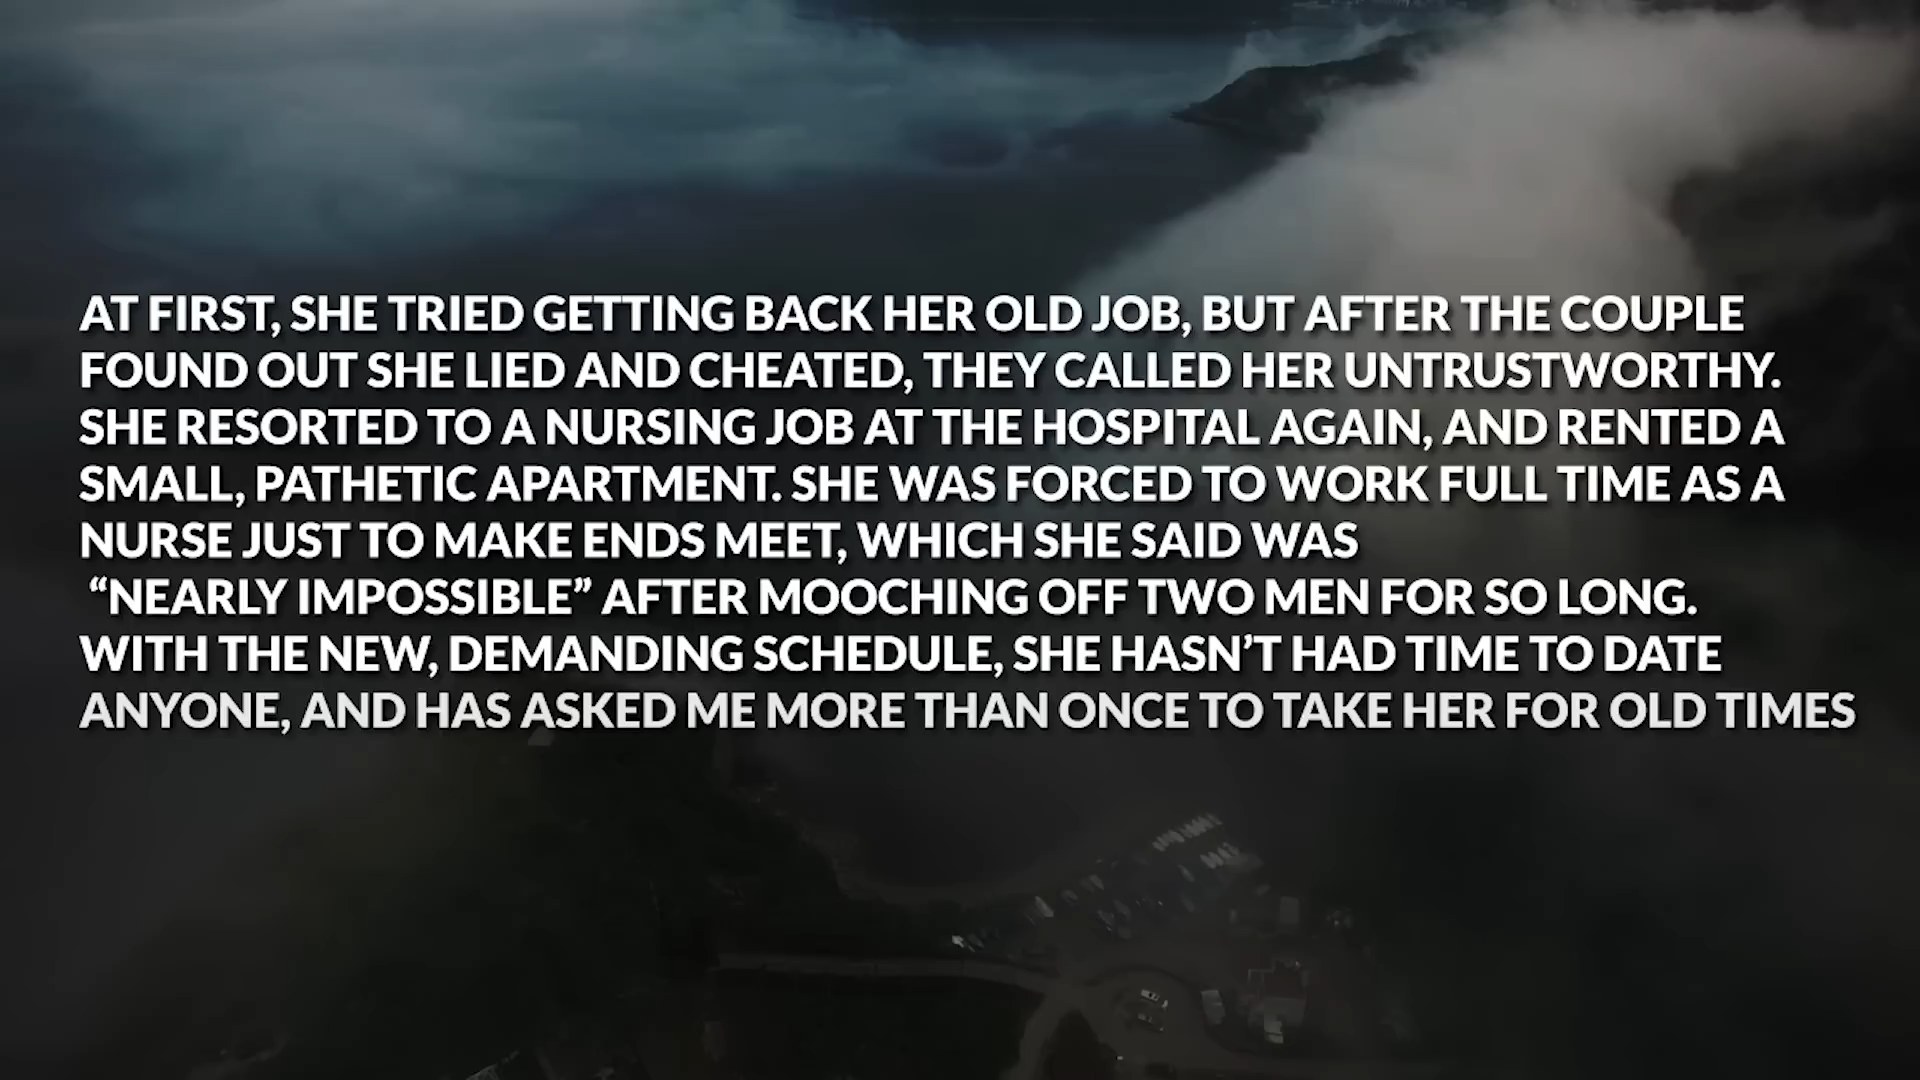 AT FIRST, SHE TRIED GETTING BACK HER OLD JOB, BUT AFTER THE COUPLE
FOUND OUT SHE LIED AND CHEATED, THEY CALLED HER UNTRUSTWORTHY.
SHE RESORTED TO A NURSING JOB AT THE HOSPITAL AGAIN, AND RENTED A
SMALL, PATHETIC APARTMENT. SHE WAS FORCED TO WORK FULL TIME AS A
NURSE JUST TO MAKE ENDS MEET, WHICH SHE SAID WAS
“NEARLY IMPOSSIBLE” AFTER MOOCHING OFF TWO MEN FOR SO LONG.
WITH THE NEW, DEMANDING SCHEDULE, SHE HASN’T HAD TIME TO DATE
ANYONE, AND HAS ASKED ME MORE THAN ONCE TO TAKE HER FOR OLD TIMES